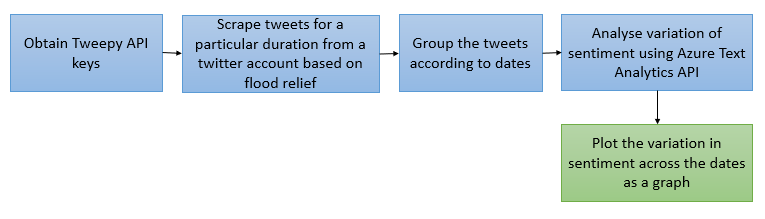 Obtain Tweepy API
keys
Scrape tweets for a
particular duration from a
twitter account based on
flood relief
Group the tweets
according to dates
Analyse variation of
sentiment using Azure Text
Analytics API
Plot the variation in
sentiment across the dates
as a graph